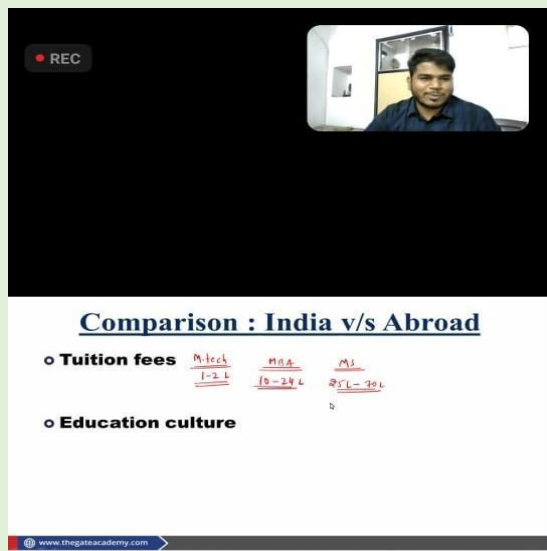 REC
Comparison : India v/s Abroad
Tuition fees M.tech MBA MS
1-2 L 10-24 L 25L-70L
Education culture
www.thegateacademy.com